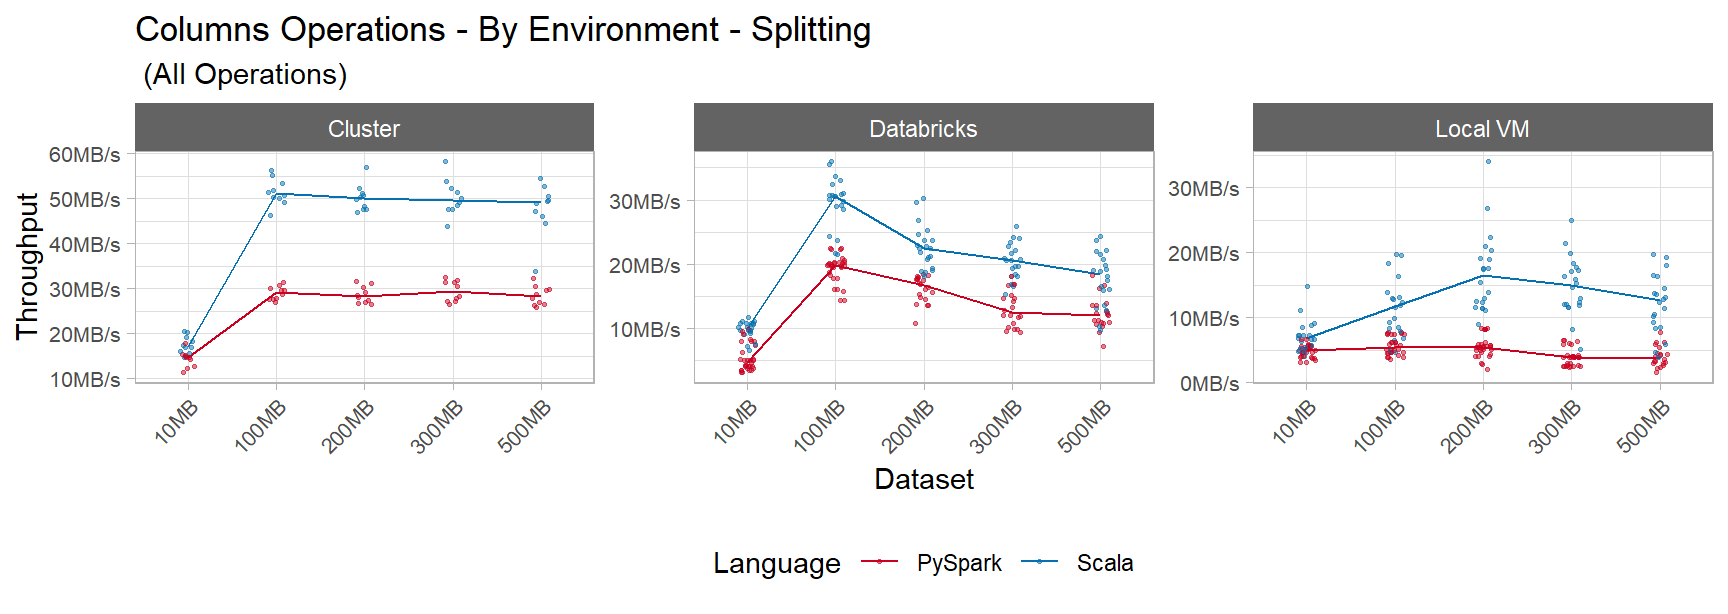 Columns Operations - By Environment - Splitting
(All Operations)
Cluster
Databricks
Local VM
Throughput
60MB/s
50MB/s
40MB/s
30MB/s
20MB/s
10MB/s
30MB/s
20MB/s
10MB/s
30MB/s
20MB/s
10MB/s
0MB/s
10MB
100MB
200MB
300MB
500MB
10MB
100MB
200MB
300MB
500MB
10MB
100MB
200MB
300MB
500MB
Dataset
Language PySpark Scala